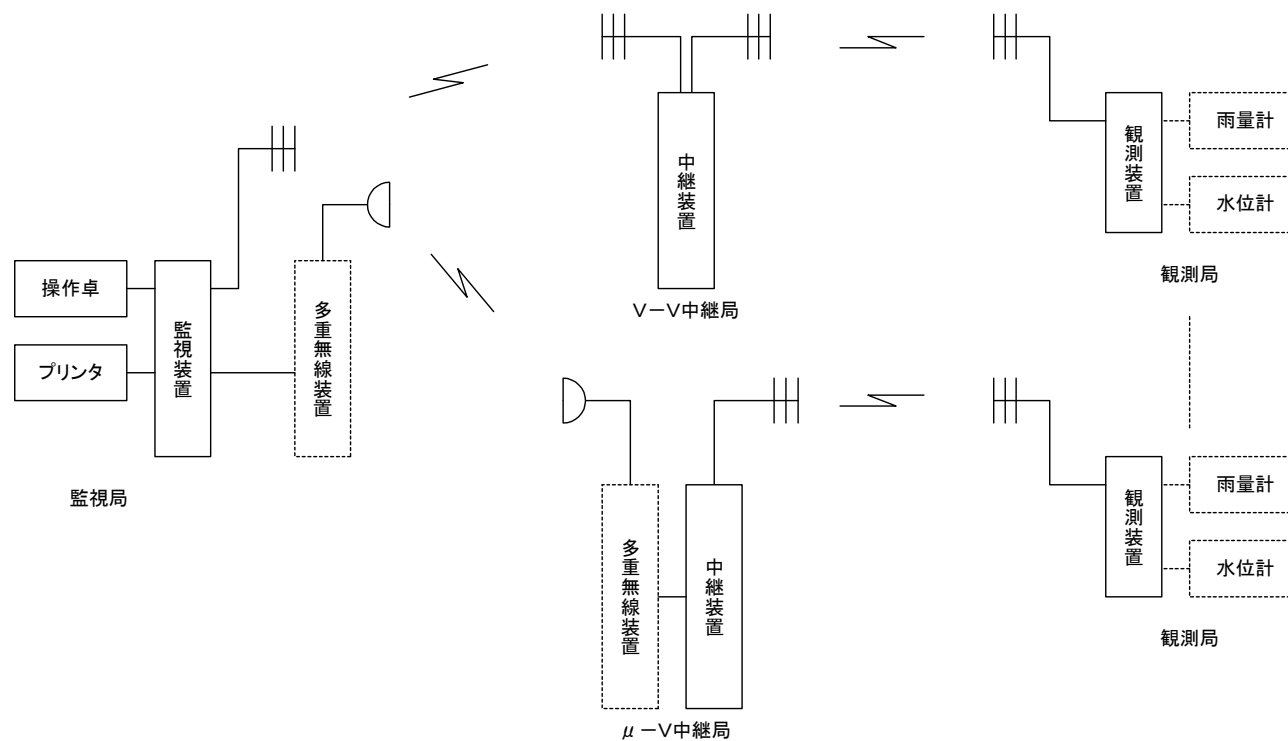 操作卓
プリンタ
監視装置
多重無線装置
監視局
中継装置
V－V中継局
多重無線装置
中継装置
μ－V中継局
観測装置
雨量計
水位計
観測局
観測装置
雨量計
水位計
観測局